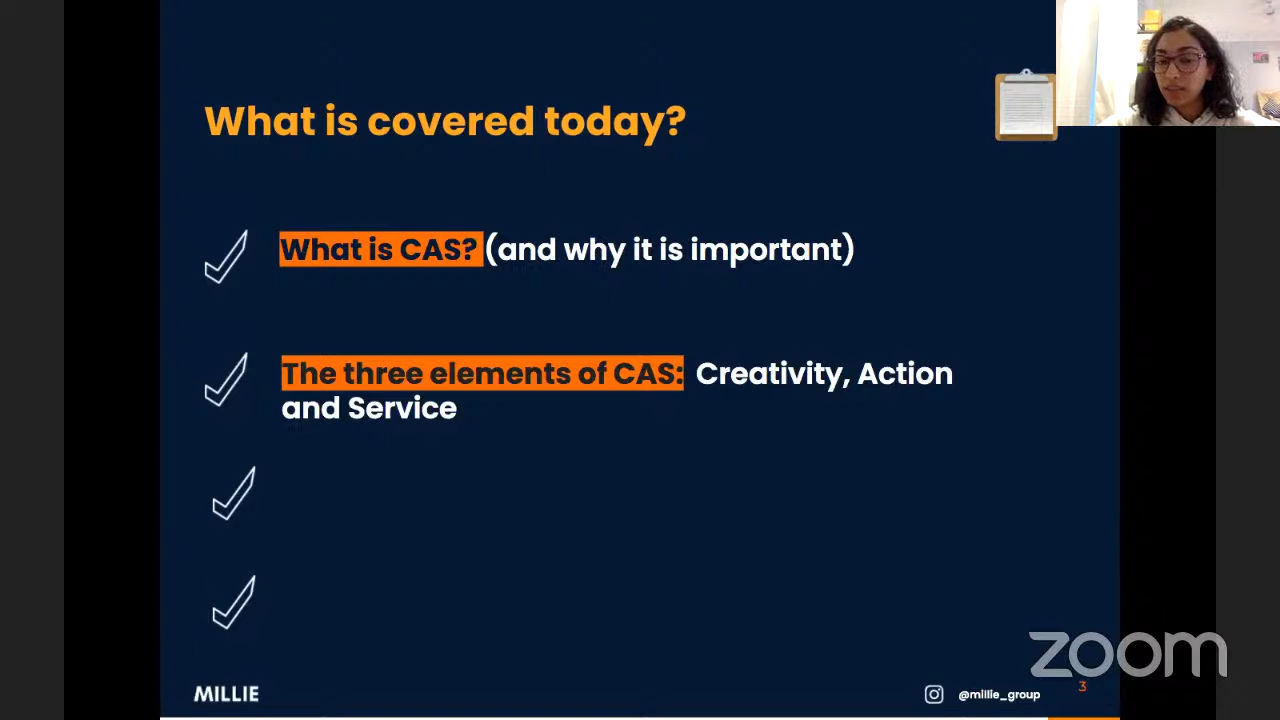 What is covered today?
What is CAS? (and why it is important)
The three elements of CAS: Creativity, Action
and Service
MILLIE
@millie_group
3
zoom